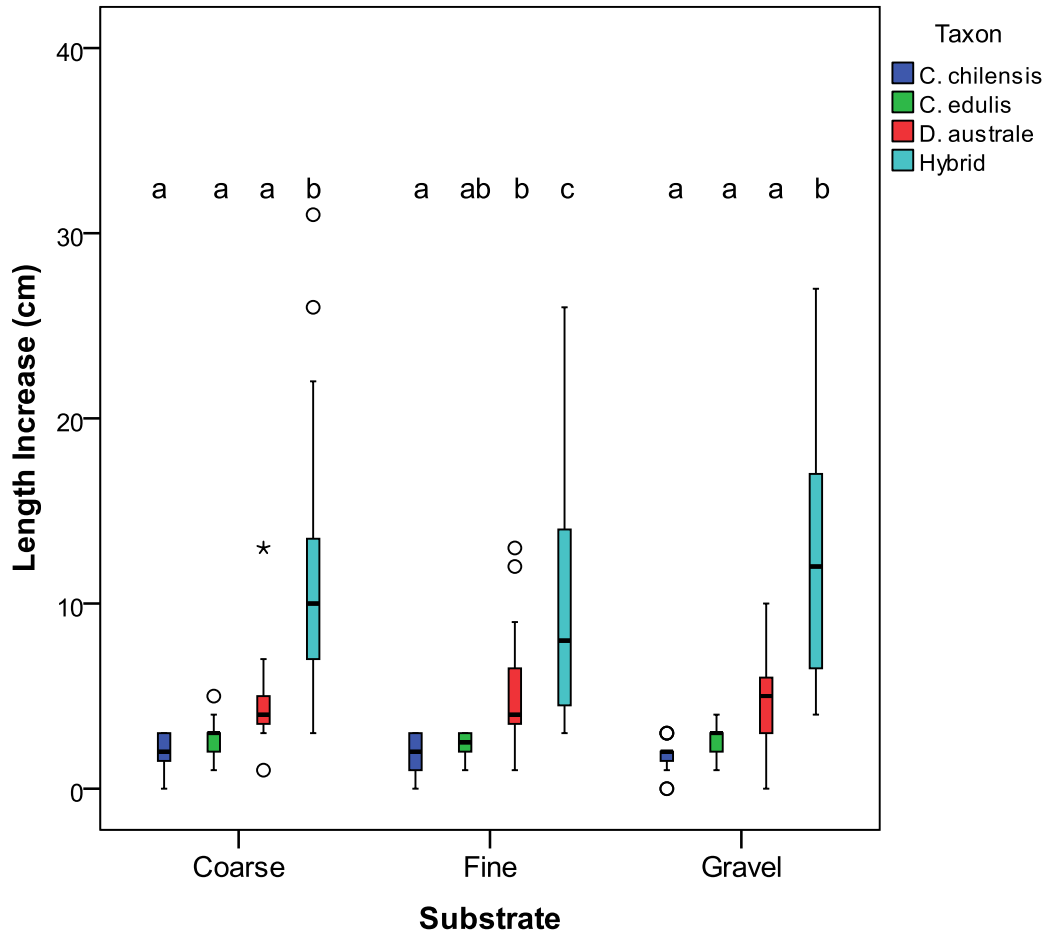 Taxon
C. chilensis
C. edulis
D. australe
Hybrid
40
30
20
10
0
Length Increase (cm)
a a a b a ab b c a a a b
Coarse Fine Gravel
Substrate